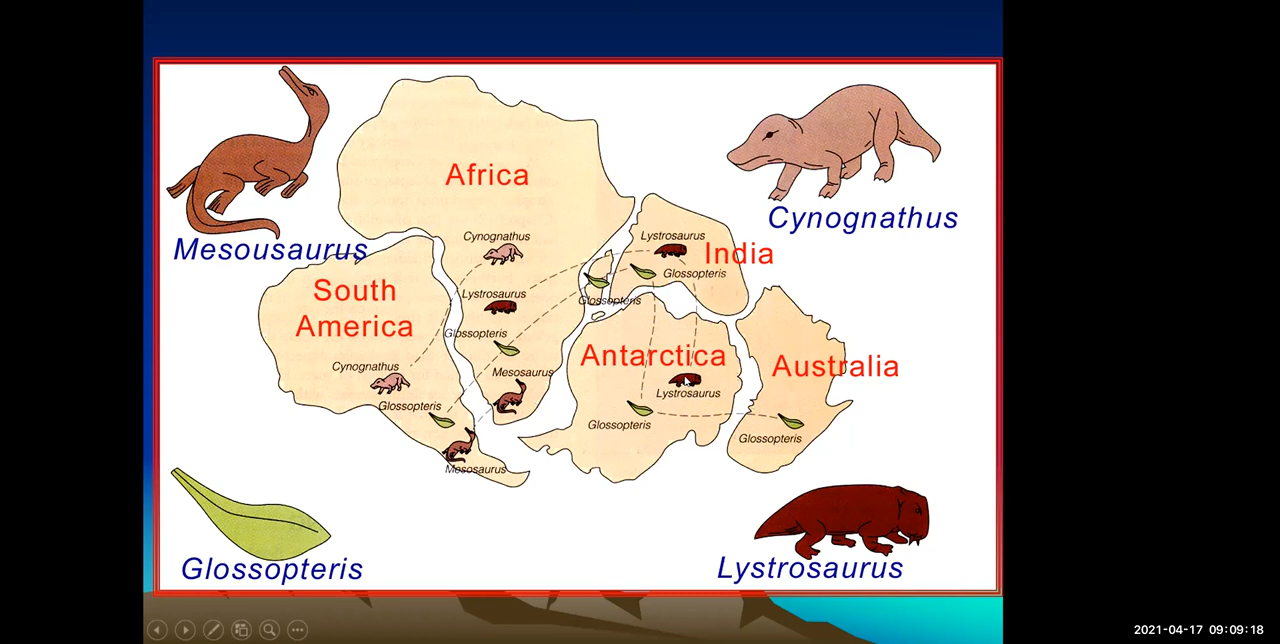 Mesousaurus
Cynognathus
Africa
South
America
India
Antarctica
Australia
Cynognathus
Lystrosaurus
Glossopteris
Mesosaurus
Cynognathus
Glossopteris
Mesosaurus
Lystrosaurus
Glossopteris
Glossopteris
Lystrosaurus
Glossopteris
Glossopteris
Glossopteris
Lystrosaurus
2021-04-17 09:09:18